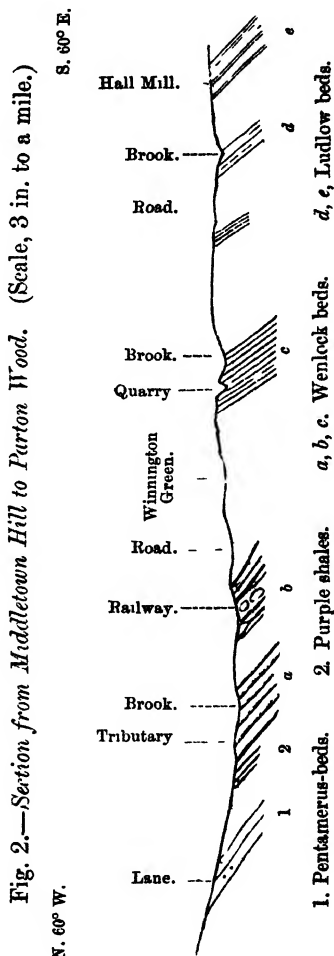 Fig. 2.—Section from Middletown Hill to Parton Wood. (Scale, 3 in. to a mile.)
N. 60° W.
S. 60° E.
Lane.
Tributary
Brook.
Railway.
Road.
Winnington
Green.
Quarry
Brook.
Road.
Brook.
Hall Mill.
1
2
a
b
c
d
e
1. Pentamerus-beds.
2. Purple shales.
a, b, c. Wenlock beds.
d, e, Ludlow beds.